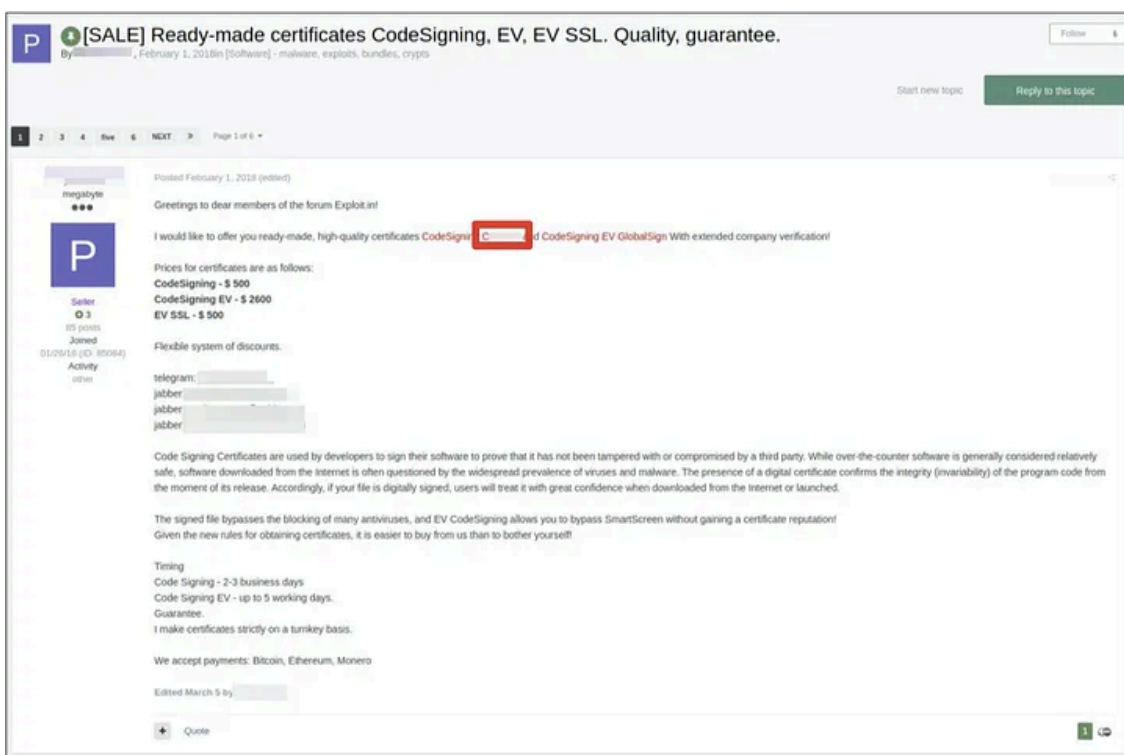 P
[SALE] Ready-made certificates CodeSigning, EV, EV SSL. Quality, guarantee.
By , February 1, 2018in [Software] - malware, exploits, bundles, crypts
Follow 6
Start new topic
Reply to this topic
1 2 3 4 five 6 NEXT » Page 1 of 6
megabyte
P
Seller
3
85 posts
Joined
01/26/18 (ID: 85084)
Activity
other
Posted February 1, 2018 (edited)
Greetings to dear members of the forum Exploit.in!
I would like to offer you ready-made, high-quality certificates CodeSigning C d CodeSigning EV GlobalSign With extended company verification!
Prices for certificates are as follows:
CodeSigning - $ 500
CodeSigning EV - $ 2600
EV SSL - $ 500
Flexible system of discounts.
telegram:
jabber
jabber
jabber
Code Signing Certificates are used by developers to sign their software to prove that it has not been tampered with or compromised by a third party. While over-the-counter software is generally considered relatively
safe, software downloaded from the Internet is often questioned by the widespread prevalence of viruses and malware. The presence of a digital certificate confirms the integrity (invariability) of the program code from
the moment of its release. Accordingly, if your file is digitally signed, users will treat it with great confidence when downloaded from the Internet or launched.
The signed file bypasses the blocking of many antiviruses, and EV CodeSigning allows you to bypass SmartScreen without gaining a certificate reputation!
Given the new rules for obtaining certificates, it is easier to buy from us than to bother yourself!
Timing
Code Signing - 2-3 business days
Code Signing EV - up to 5 working days.
Guarantee.
I make certificates strictly on a turnkey basis.
We accept payments: Bitcoin, Ethereum, Monero
Edited March 5 by
+ Quote
1